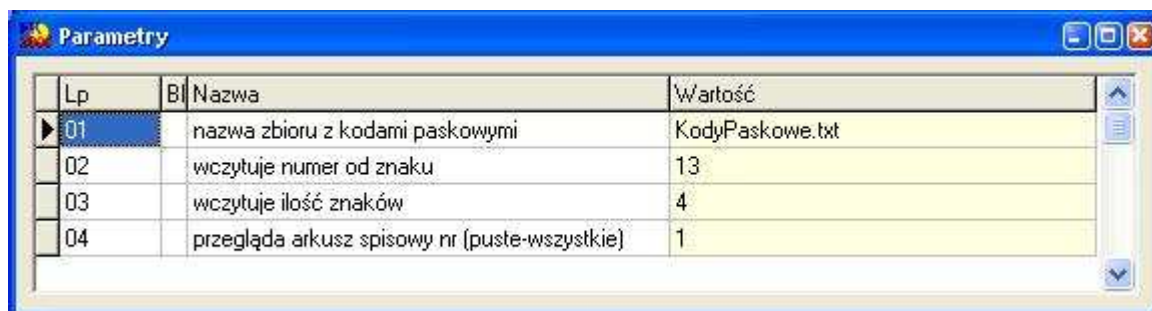 Parametry
Lp Bl Nazwa Wartość
01 nazwa zbioru z kodami paskowymi KodyPaskowe.txt
02 wczytuje numer od znaku 13
03 wczytuje ilość znaków 4
04 przegląda arkusz spisowy nr (puste-wszystkie) 1